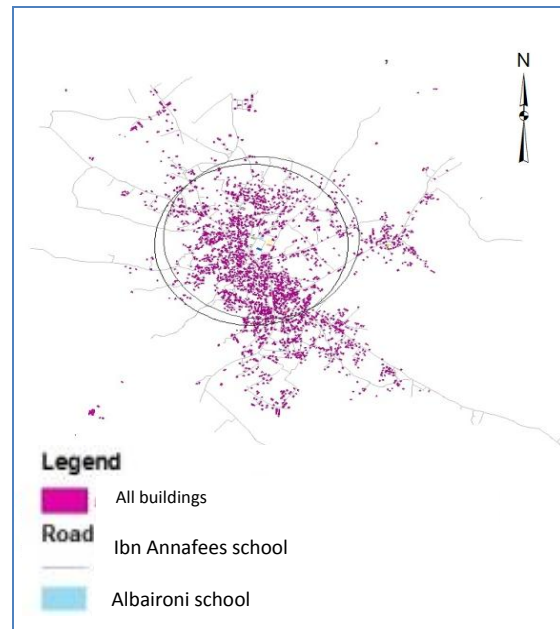 N
Legend
All buildings
Road
Ibn Annafees school
Albaironi school